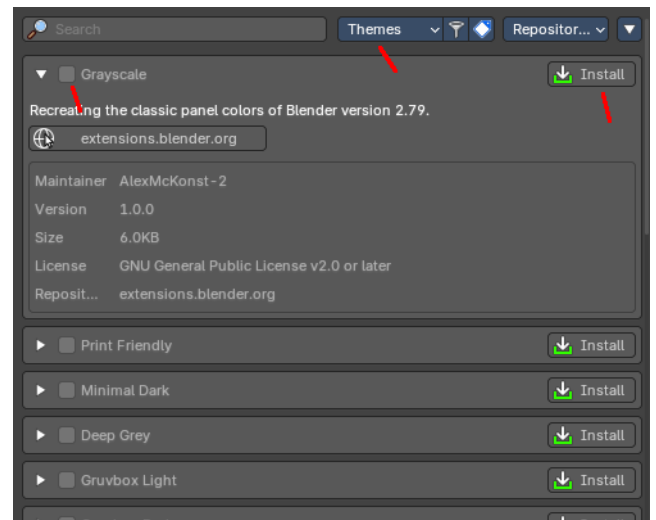 Search Themes Repositor...
Grayscale Install
Recreating the classic panel colors of Blender version 2.79.
extensions.blender.org
Maintainer AlexMcKonst-2
Version 1.0.0
Size 6.0KB
License GNU General Public License v2.0 or later
Reposit... extensions.blender.org
Print Friendly Install
Minimal Dark Install
Deep Grey Install
Gruvbox Light Install